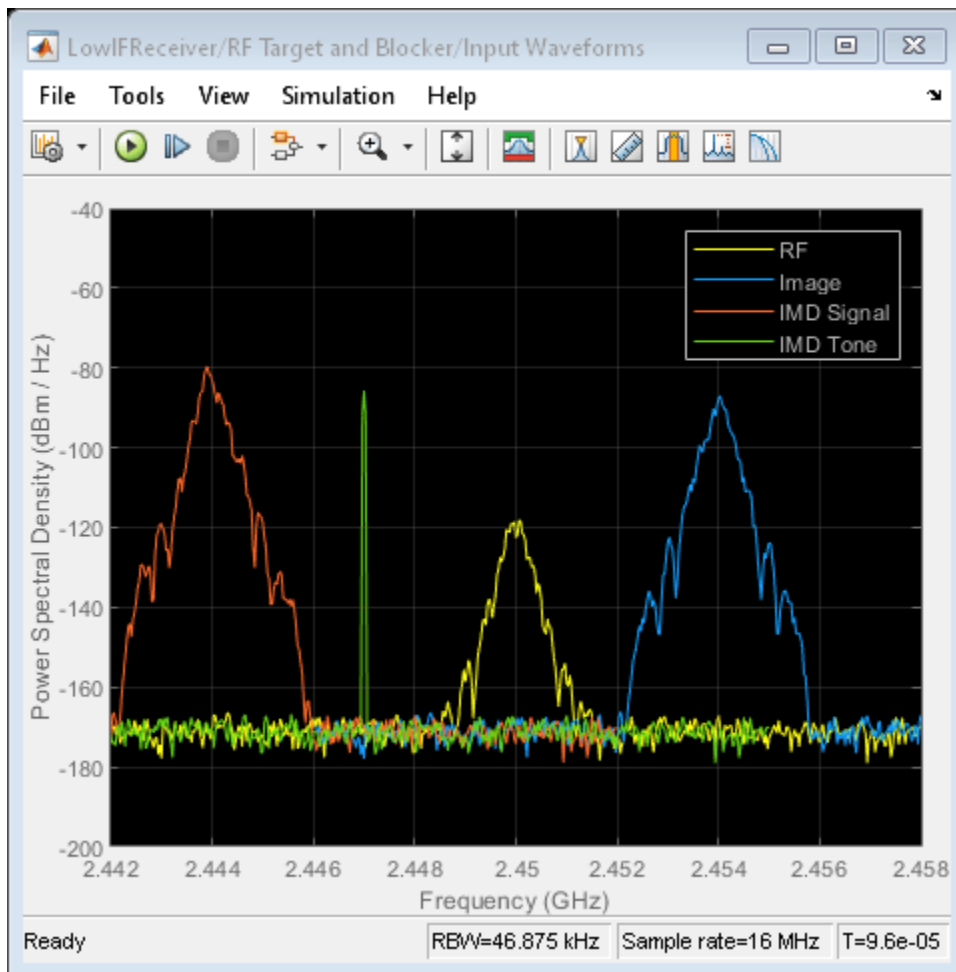 LowIFReceiver/RF Target and Blocker/Input Waveforms
File Tools View Simulation Help
-40
-60
-80
-100
-120
-140
-160
-180
-200
Power Spectral Density (dBm / Hz)
RF
Image
IMD Signal
IMD Tone
2.442 2.444 2.446 2.448 2.45 2.452 2.454 2.456 2.458
Frequency (GHz)
Ready RBW=46.875 kHz Sample rate=16 MHz T=9.6e-05